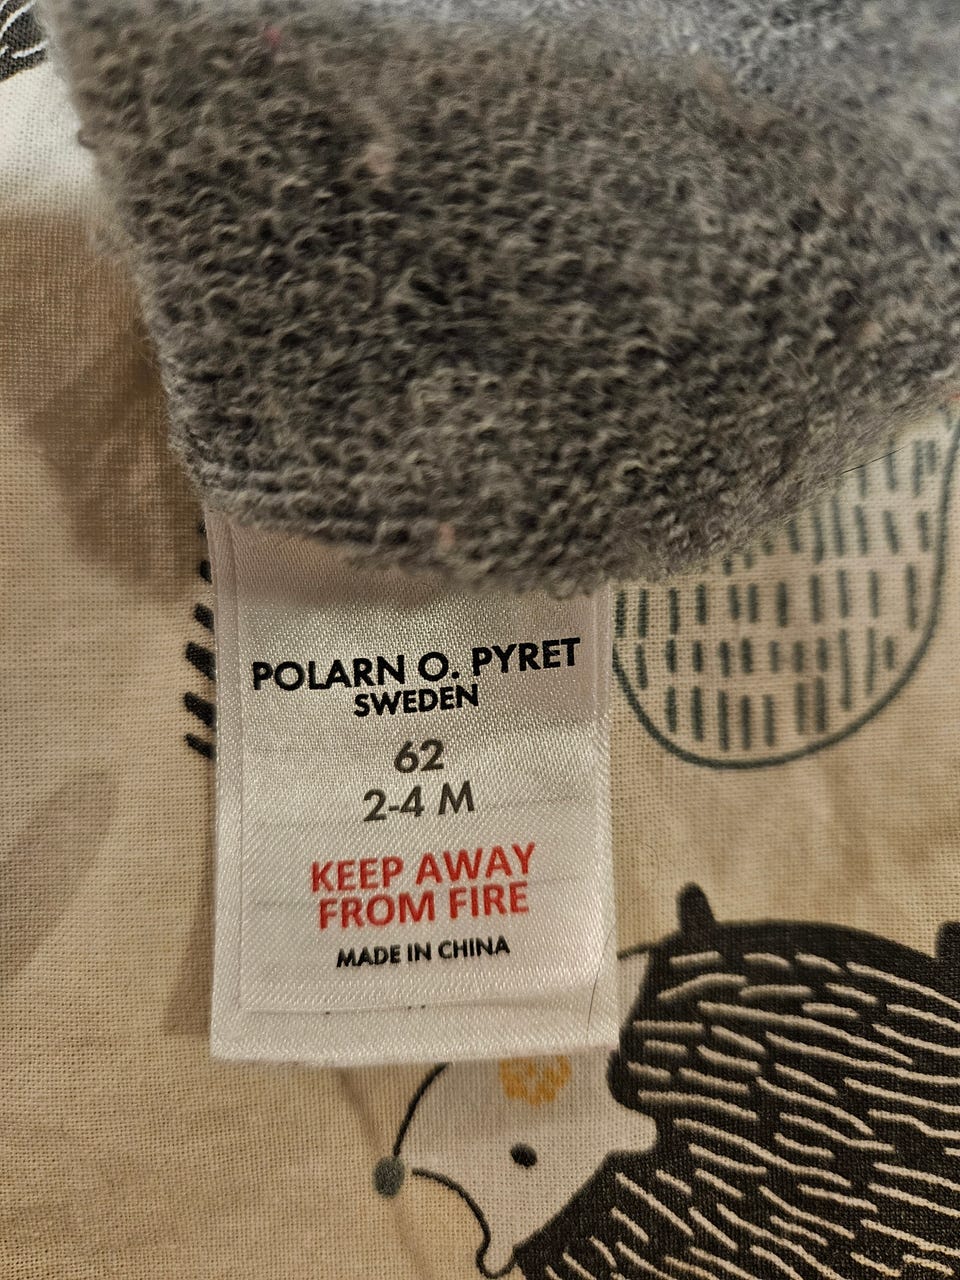 POLARN O. PYRET
SWEDEN
62
2-4 M
KEEP AWAY
FROM FIRE
MADE IN CHINA